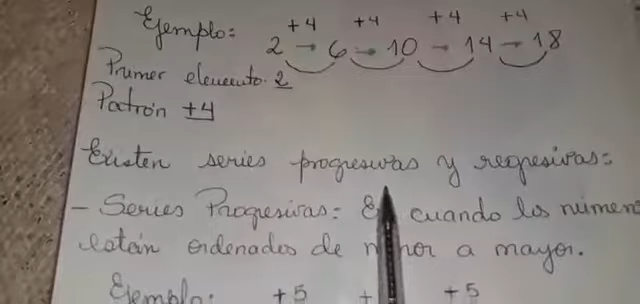 +4 +4 +4 +4
Ejemplo: 2 → 6 → 10 → 14 → 18
Primer elemento: 2
Patrón +4
Existen series progresivas y regresivas:
- Series Progresivas: cuando los
están ordenados de a mayor.
Ejemplo: +5 +5